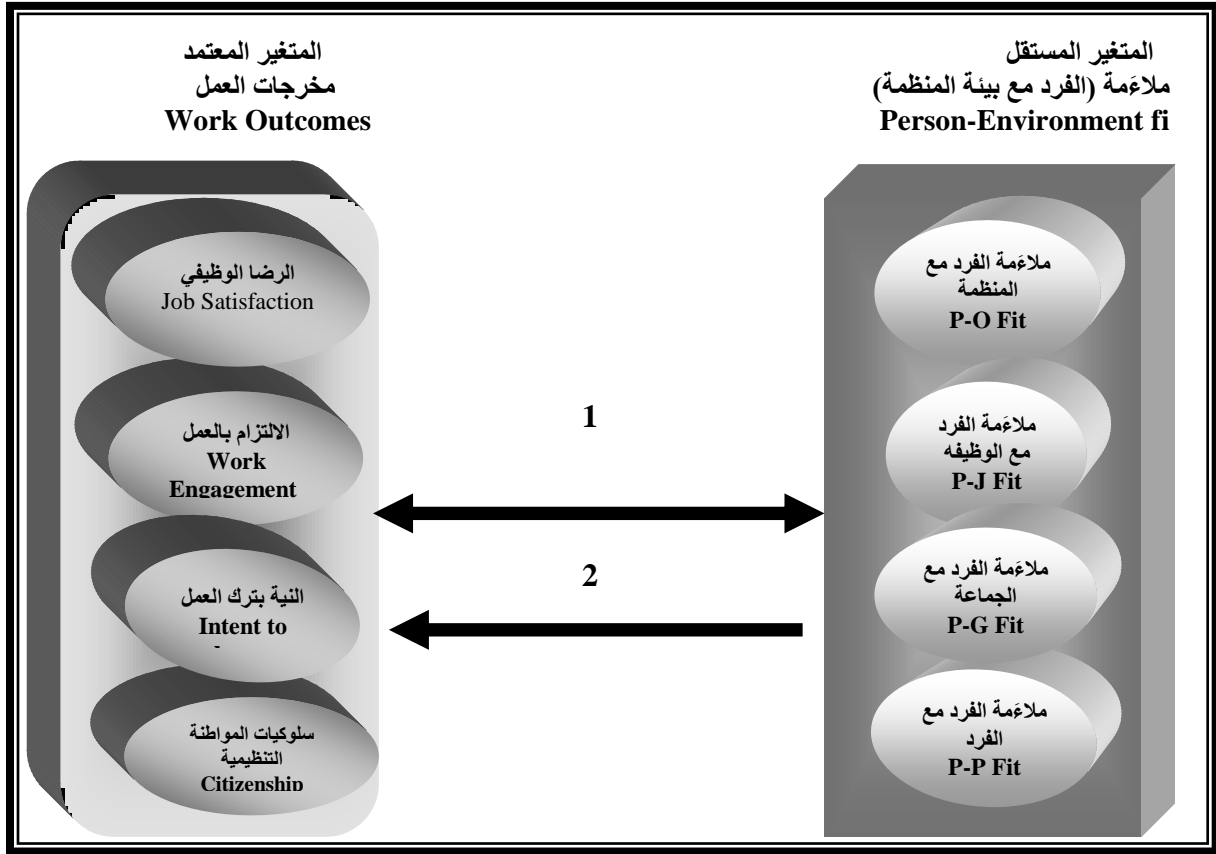 المتغير المستقل
ملاءَمة (الفرد مع بيئة المنظمة)
Person-Environment fi
ملاءَمة الفرد مع
المنظمة
P-O Fit
ملاءَمة الفرد
مع الوظيفه
P-J Fit
ملاءَمة الفرد مع
الجماعة
P-G Fit
ملاءَمة الفرد مع
الفرد
P-P Fit
1
2
المتغير المعتمد
مخرجات العمل
Work Outcomes
الرضا الوظيفي
Job Satisfaction
الالتزام بالعمل
Work
Engagement
النية بترك العمل
Intent to
سلوكيات المواطنة
التنظيمية
Citizenship